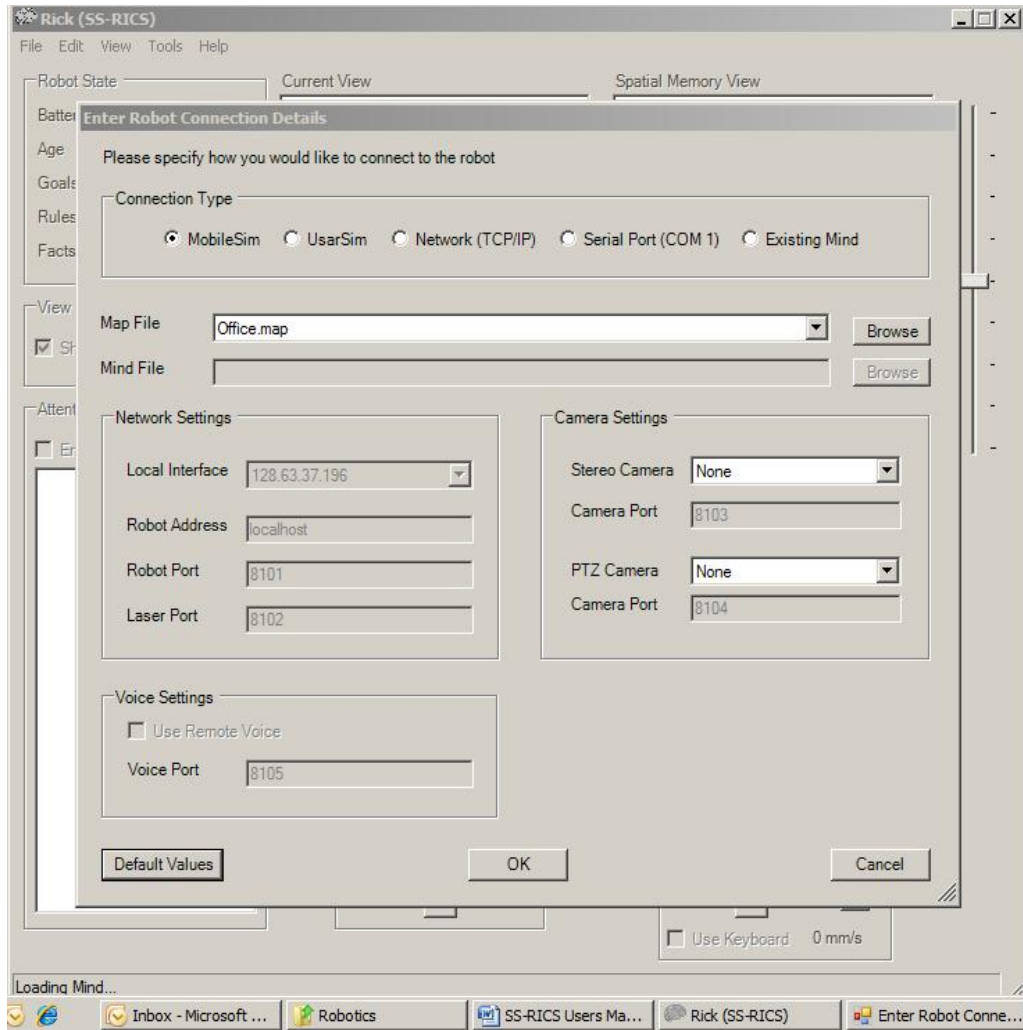 Rick (SS-RICS)
File Edit View Tools Help
Robot State
Current View
Spatial Memory View
Age
Goals
Rules
Facts
View
Enter Robot Connection Details
Please specify how you would like to connect to the robot
Connection Type
MobileSim UsarSim Network (TCP/IP) Serial Port (COM 1) Existing Mind
Map File Office.map Browse
Mind File Browse
Network Settings
Local Interface 128.63.37.196
Robot Address localhost
Robot Port 8101
Laser Port 8102
Camera Settings
Stereo Camera None
Camera Port 8103
PTZ Camera None
Camera Port 8104
Voice Settings
Use Remote Voice
Voice Port 8105
Default Values OK Cancel
Use Keyboard 0 mm/s
Loading Mind...
Inbox - Microsoft ... Robotics SS-RICS Users Ma... Rick (SS-RICS) Enter Robot Conne...